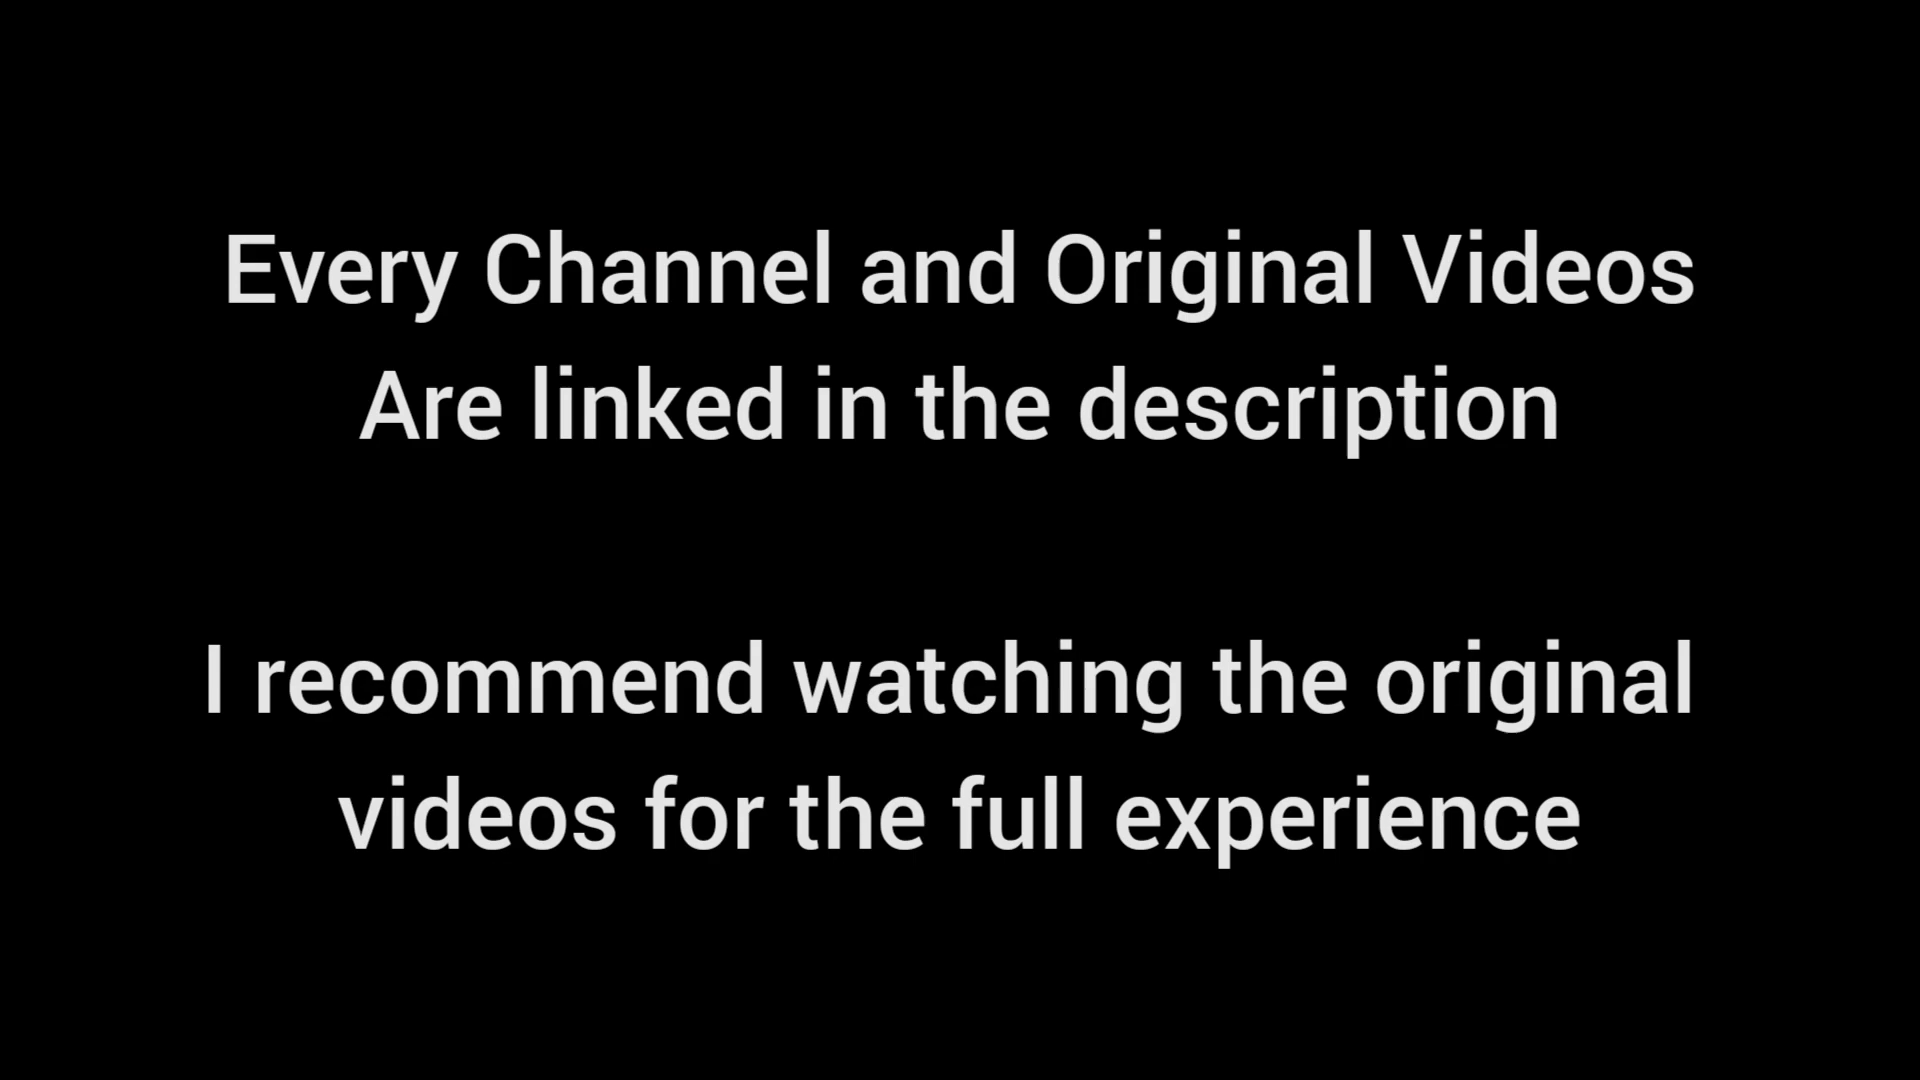 Every Channel and Original Videos
Are linked in the description
I recommend watching the original
videos for the full experience